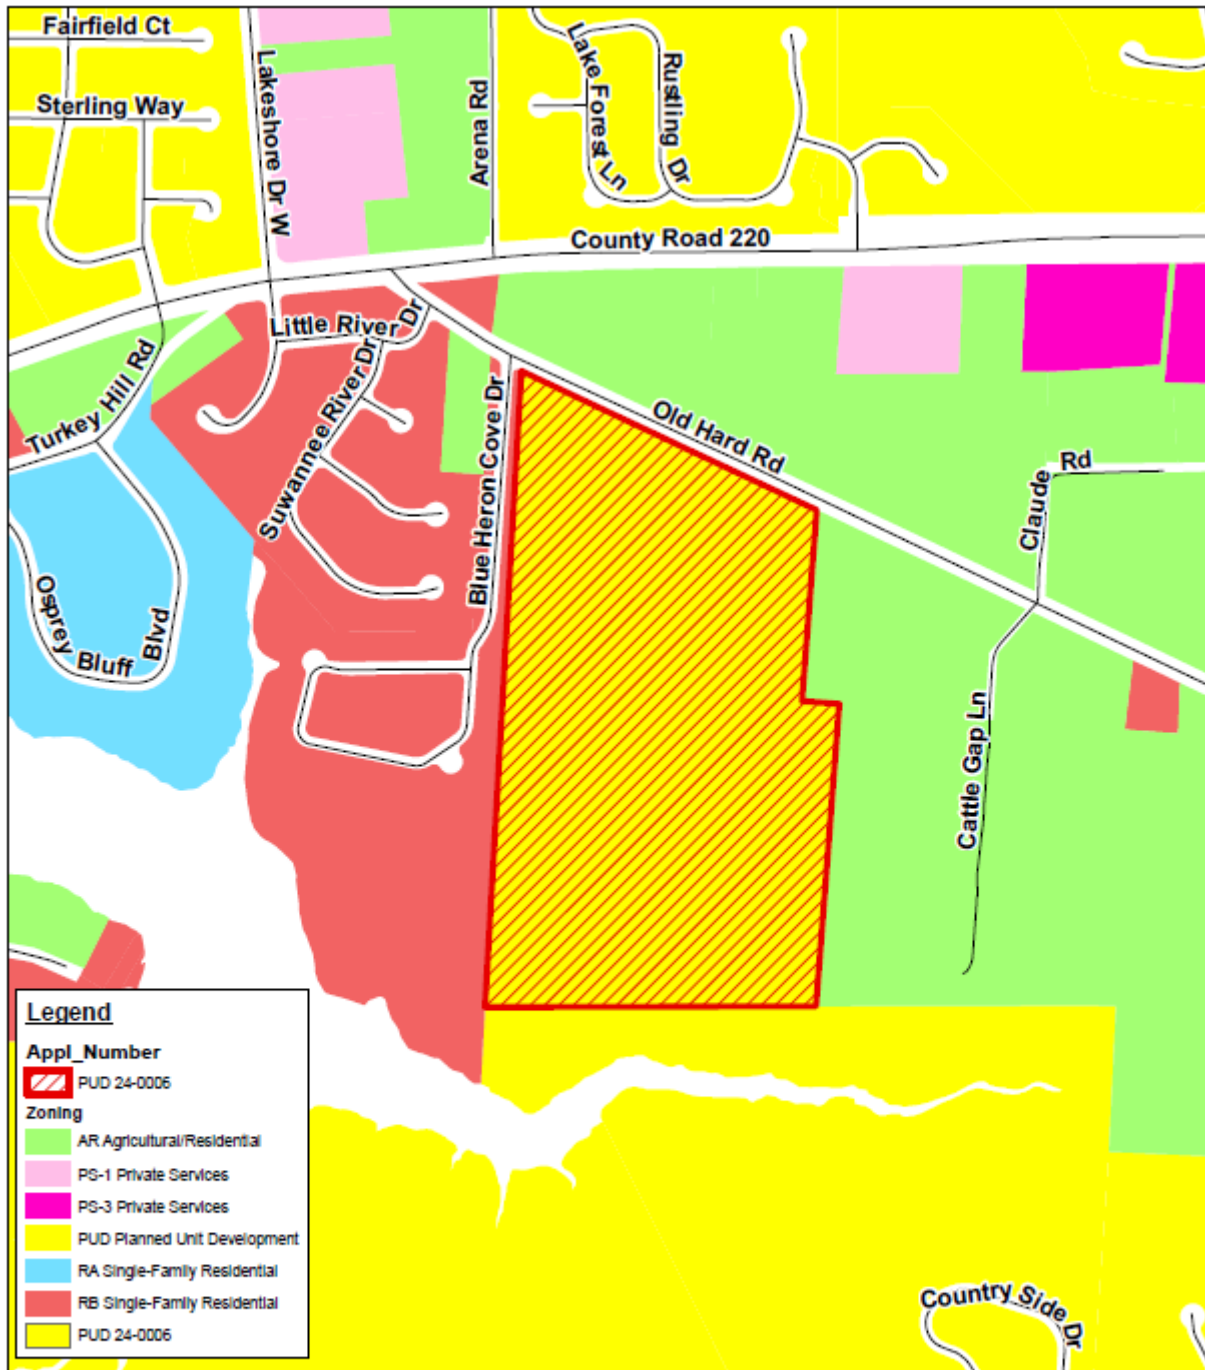 Fairfield Ct
Sterling Way
Lakeshore Dr W
Arena Rd
Lake Forest Ln
Rustling Dr
County Road 220
Little River Dr
Turkey Hill Rd
Suwannee River Dr
Blue Heron Cove Dr
Old Hard Rd
Claude Rd
Osprey Bluff Blvd
Cattle Gap Ln
Country Side Dr
Legend
Appl_Number
PUD 24-0006
Zoning
AR Agricultural/Residential
PS-1 Private Services
PS-3 Private Services
PUD Planned Unit Development
RA Single-Family Residential
RB Single-Family Residential
PUD 24-0006